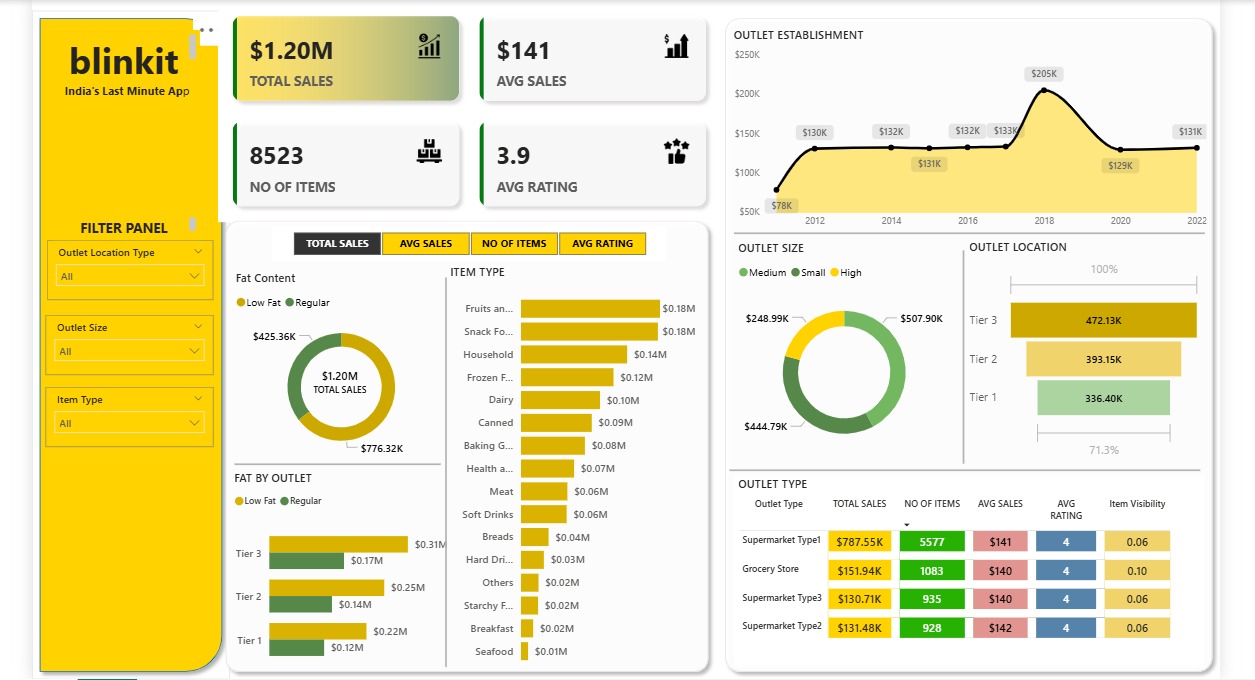 blinkit
India's Last Minute App
FILTER PANEL
Outlet Location Type
All
Outlet Size
All
Item Type
All
$1.20M
TOTAL SALES
$141
AVG SALES
8523
NO OF ITEMS
3.9
AVG RATING
TOTAL SALES AVG SALES NO OF ITEMS AVG RATING
Fat Content
Low Fat Regular
$425.36K
$1.20M
TOTAL SALES
$776.32K
FAT BY OUTLET
Low Fat Regular
Tier 3 $0.31M
$0.17M
Tier 2 $0.25M
$0.14M
Tier 1 $0.22M
$0.12M
ITEM TYPE
Fruits an... $0.18M
Snack Fo... $0.18M
Household $0.14M
Frozen F... $0.12M
Dairy $0.10M
Canned $0.09M
Baking G... $0.08M
Health a... $0.07M
Meat $0.06M
Soft Drinks $0.06M
Breads $0.04M
Hard Dri... $0.03M
Others $0.02M
Starchy F... $0.02M
Breakfast $0.02M
Seafood $0.01M
OUTLET ESTABLISHMENT
$250K
$200K
$150K
$100K
$50K
$78K
$130K
$132K
$131K
$132K
$133K
$205K
$129K
$131K
2012 2014 2016 2018 2020 2022
OUTLET SIZE
Medium Small High
$248.99K
$507.90K
$444.79K
OUTLET LOCATION
100%
Tier 3 472.13K
Tier 2 393.15K
Tier 1 336.40K
71.3%
OUTLET TYPE
Outlet Type TOTAL SALES NO OF ITEMS AVG SALES AVG RATING Item Visibility
Supermarket Type1 $787.55K 5577 $141 4 0.06
Grocery Store $151.94K 1083 $140 4 0.10
Supermarket Type3 $130.71K 935 $140 4 0.06
Supermarket Type2 $131.48K 928 $142 4 0.06